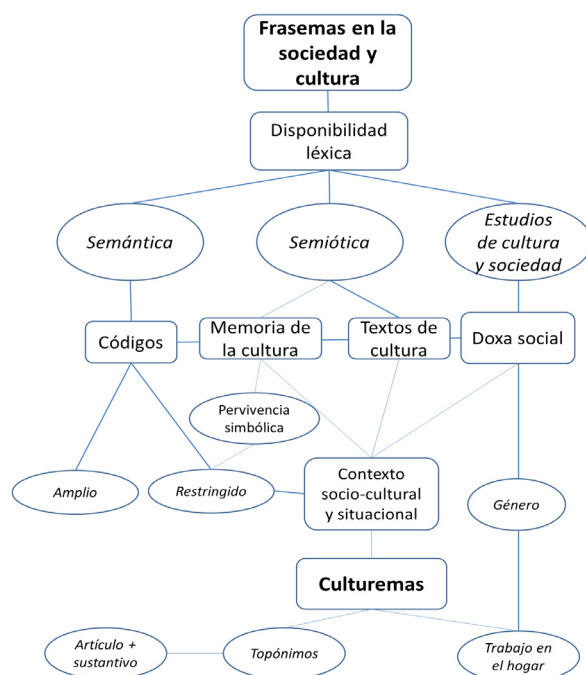 Frasemas en la
sociedad y
cultura
Disponibilidad
léxica
Semántica
Semiótica
Estudios
de cultura
y sociedad
Códigos
Memoria de
la cultura
Textos de
cultura
Doxa social
Pervivencia
simbólica
Amplio
Restringido
Contexto
socio-cultural
y situacional
Género
Culturemas
Artículo +
sustantivo
Topónimos
Trabajo en
el hogar